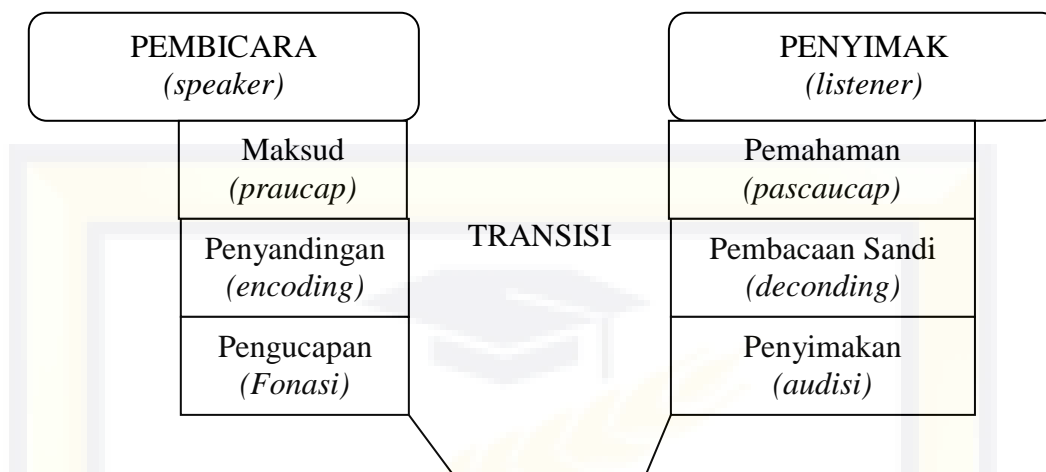 PEMBICARA
(speaker)
Maksud
(praucap)
Penyandingan
(encoding)
Pengucapan
(Fonasi)
TRANSISI
PENYIMAK
(listener)
Pemahaman
(pascaucap)
Pembacaan Sandi
(deconding)
Penyimakan
(audisi)